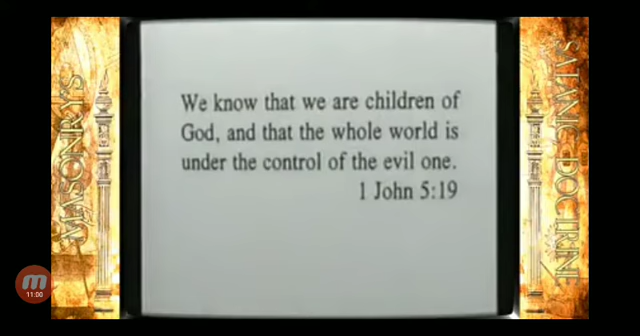 MASONRY'S
We know that we are children of
God, and that the whole world is
under the control of the evil one.
1 John 5:19
SATANIC DOCTRINE
11:00